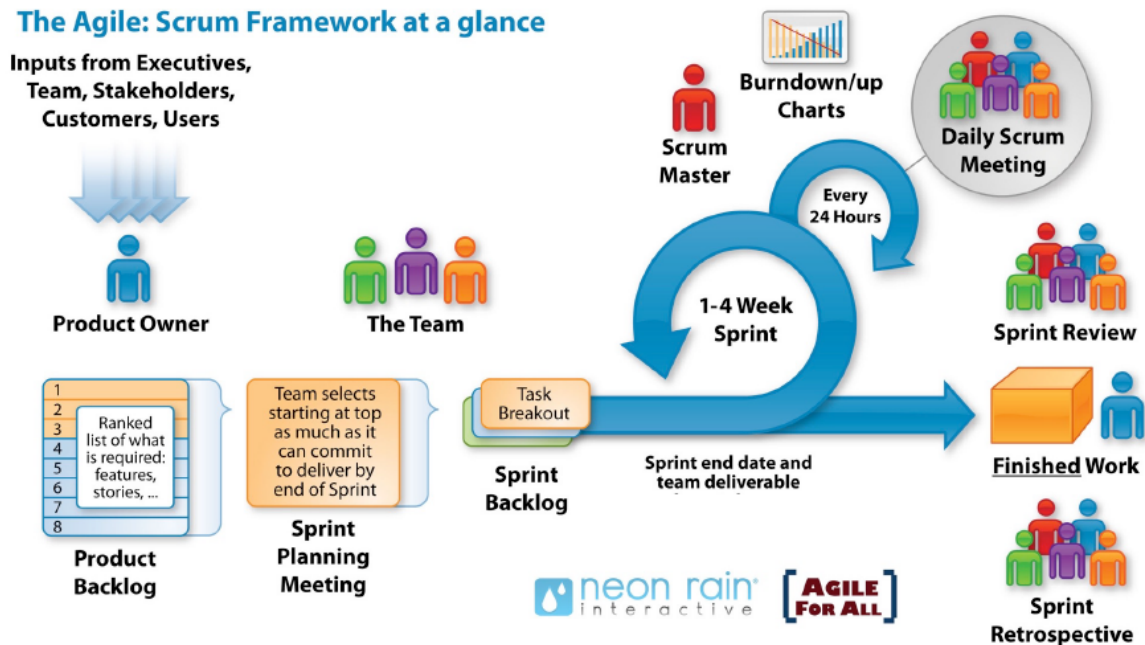 The Agile: Scrum Framework at a glance
Inputs from Executives,
Team, Stakeholders,
Customers, Users
Product Owner
The Team
Scrum
Master
Burndown/up
Charts
Daily Scrum
Meeting
Every
24 Hours
1-4 Week
Sprint
Sprint Review
1
2
3
4
5
6
7
8
Ranked
list of what
is required:
features,
stories, ...
Product
Backlog
Team selects
starting at top
as much as it
can commit
to deliver by
end of Sprint
Sprint
Planning
Meeting
Task
Breakout
Sprint
Backlog
Sprint end date and
team deliverable
Finished Work
Sprint
Retrospective
neon rain®
interactive
AGILE
FOR ALL